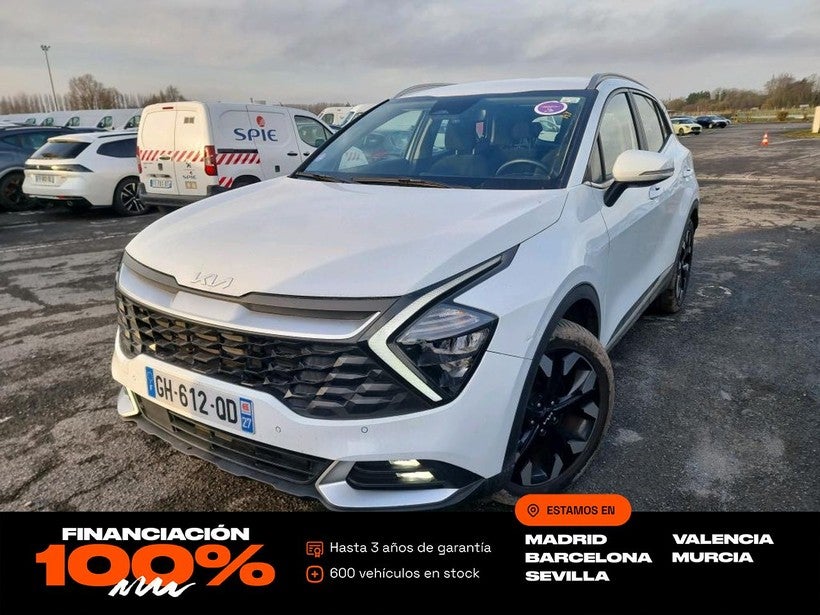 SPIE
KIA
GH-612-QD
27
ESTAMOS EN
FINANCIACIÓN
100%
Hasta 3 años de garantía
600 vehículos en stock
MADRID
BARCELONA
SEVILLA
VALENCIA
MURCIA